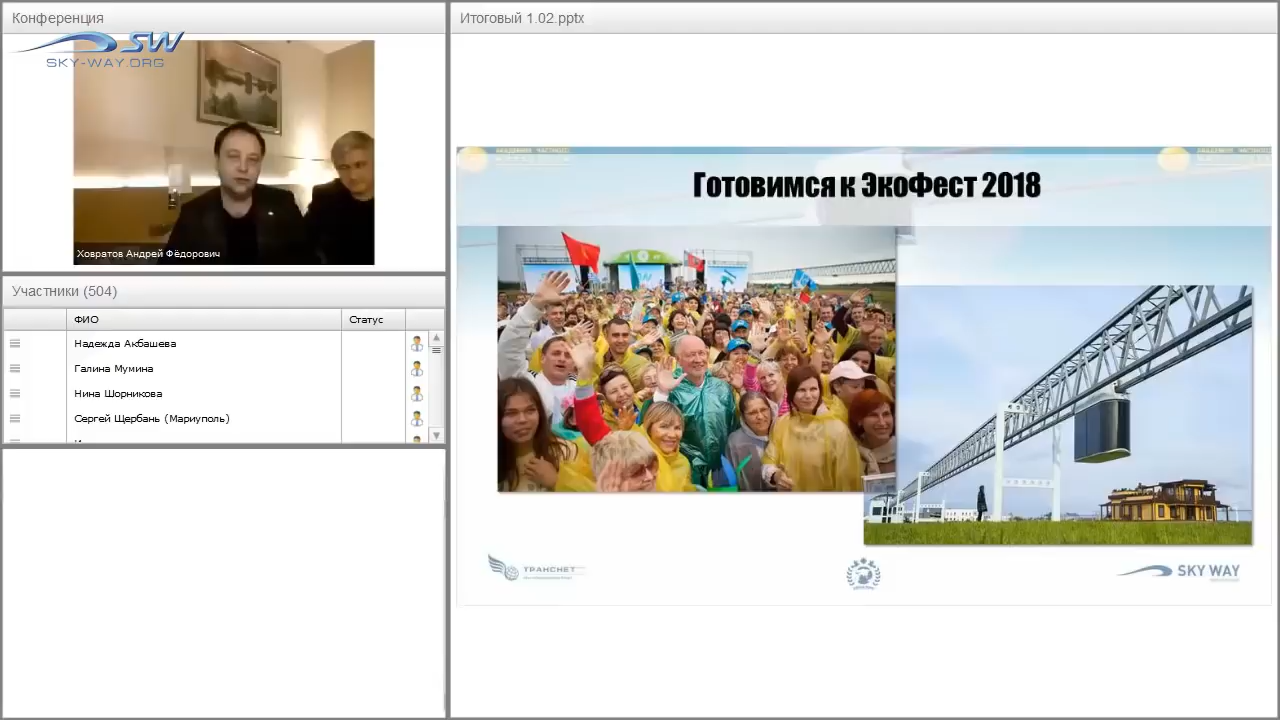 Конференция
SW
SKY-WAY.ORG
Ховратов Андрей Фёдорович
Участники (504)
ФИО
Статус
Надежда Акбашева
Галина Мумина
Нина Шорникова
Сергей Щербань (Мариуполь)
Итоговый 1.02.pptx
Готовимся к ЭкоФест 2018
SW
ТРАНСНЕТ
SKY WAY